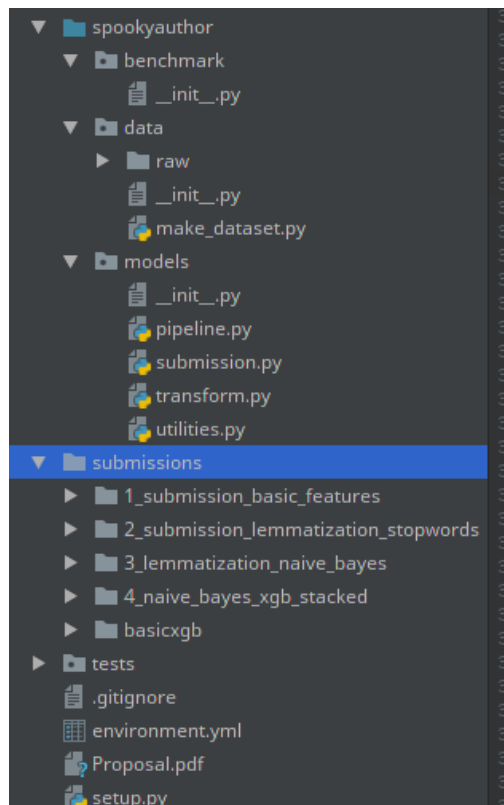 spookyauthor
benchmark
__init__.py
data
raw
__init__.py
make_dataset.py
models
__init__.py
pipeline.py
submission.py
transform.py
utilities.py
submissions
1_submission_basic_features
2_submission_lemmatization_stopwords
3_lemmatization_naive_bayes
4_naive_bayes_xgb_stacked
basicxgb
tests
.gitignore
environment.yml
Proposal.pdf
setup.py